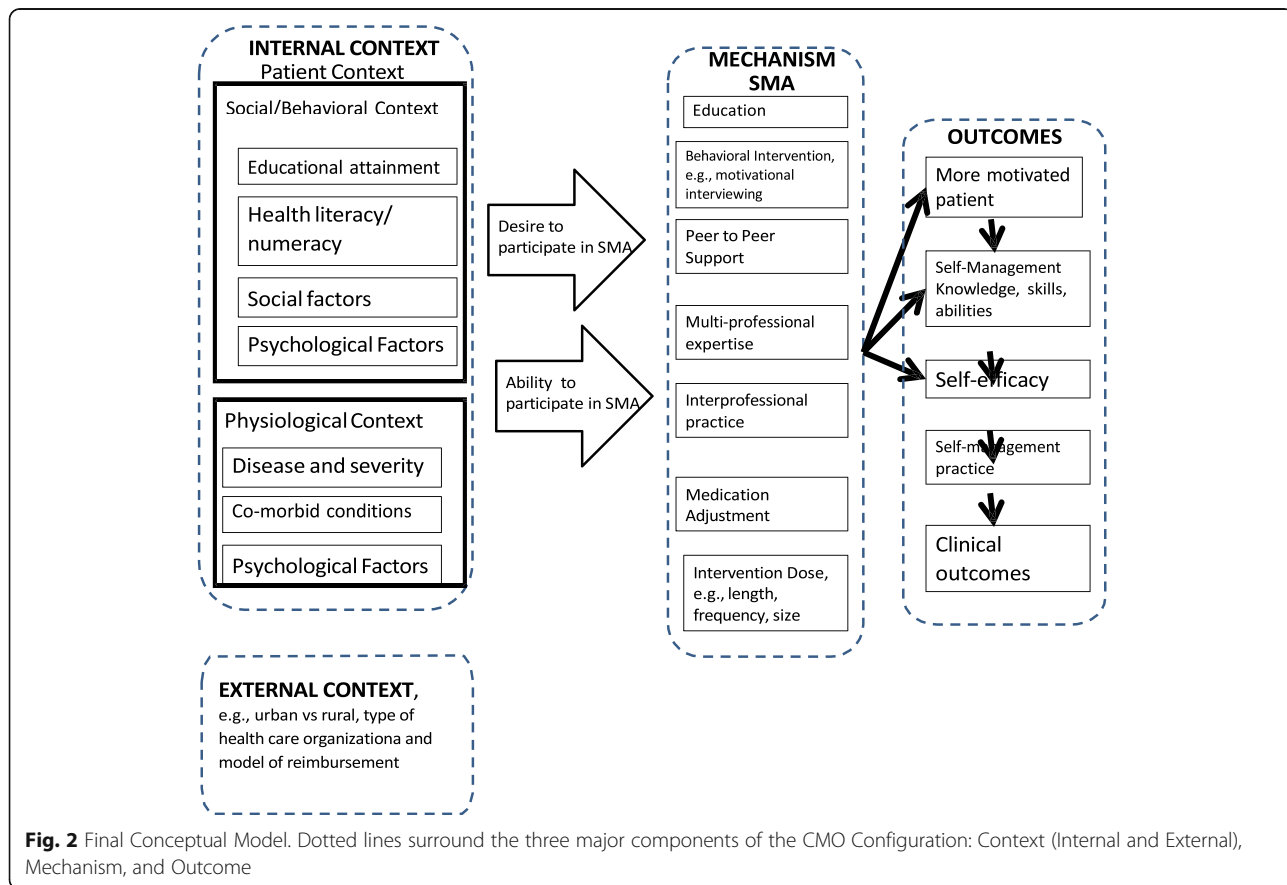 INTERNAL CONTEXT
Patient Context
Social/Behavioral Context
Educational attainment
Health literacy/
numeracy
Social factors
Psychological Factors
Physiological Context
Disease and severity
Co-morbid conditions
Psychological Factors
EXTERNAL CONTEXT,
e.g., urban vs rural, type of
health care organizationa and
model of reimbursement
Desire to
participate in SMA
Ability to
participate in SMA
MECHANISM
SMA
Education
Behavioral Intervention,
e.g., motivational
interviewing
Peer to Peer
Support
Multi-professional
expertise
Interprofessional
practice
Medication
Adjustment
Intervention Dose,
e.g., length,
frequency, size
OUTCOMES
More motivated
patient
Self-Management
Knowledge, skills,
abilities
Self-efficacy
Self-management
practice
Clinical
outcomes
Fig. 2 Final Conceptual Model. Dotted lines surround the three major components of the CMO Configuration: Context (Internal and External),
Mechanism, and Outcome